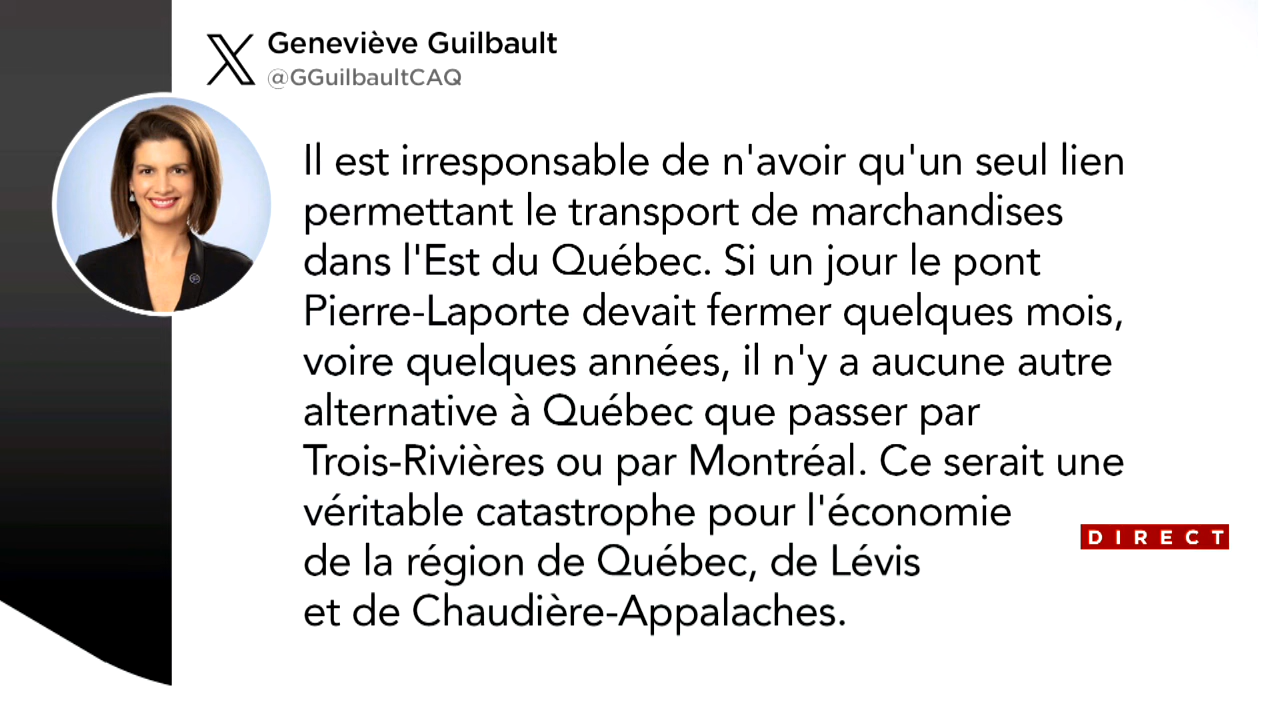 Geneviève Guilbault
@GGuilbaultCAQ
Il est irresponsable de n'avoir qu'un seul lien
permettant le transport de marchandises
dans l'Est du Québec. Si un jour le pont
Pierre-Laporte devait fermer quelques mois,
voire quelques années, il n'y a aucune autre
alternative à Québec que passer par
Trois-Rivières ou par Montréal. Ce serait une
véritable catastrophe pour l'économie
de la région de Québec, de Lévis
et de Chaudière-Appalaches.
DIRECT